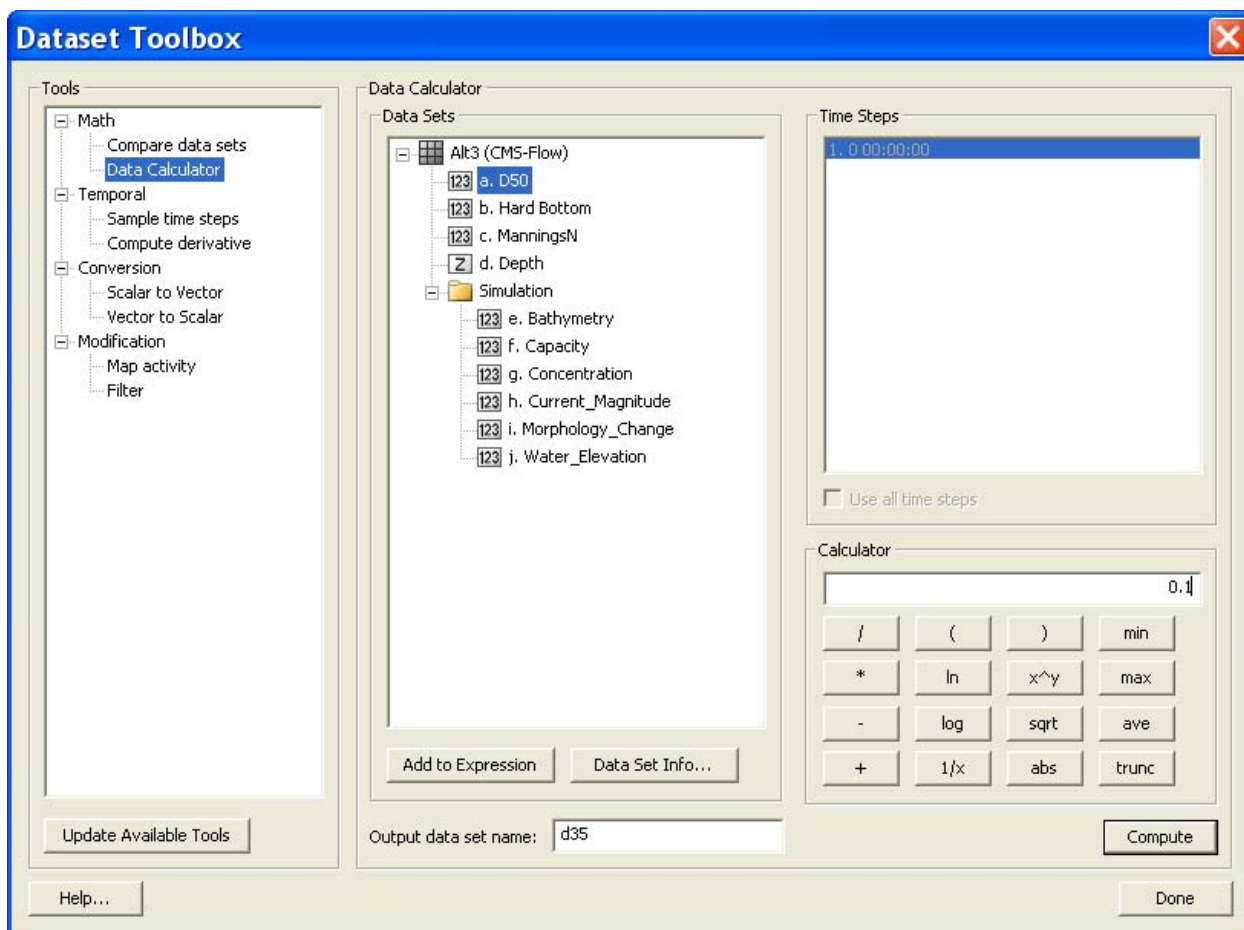 Dataset Toolbox
Tools
Math
Compare data sets
Data Calculator
Temporal
Sample time steps
Compute derivative
Conversion
Scalar to Vector
Vector to Scalar
Modification
Map activity
Filter
Update Available Tools
Data Calculator
Data Sets
Alt3 (CMS-Flow)
123 a. D50
123 b. Hard Bottom
123 c. ManningsN
Z d. Depth
Simulation
123 e. Bathymetry
123 f. Capacity
123 g. Concentration
123 h. Current_Magnitude
123 i. Morphology_Change
123 j. Water_Elevation
Add to Expression Data Set Info...
Time Steps
1. 0 00:00:00
Use all time steps
Calculator
0.1
/ ( ) min
* ln x^y max
- log sqrt ave
+ 1/x abs trunc
Output data set name: d35
Compute
Help...
Done